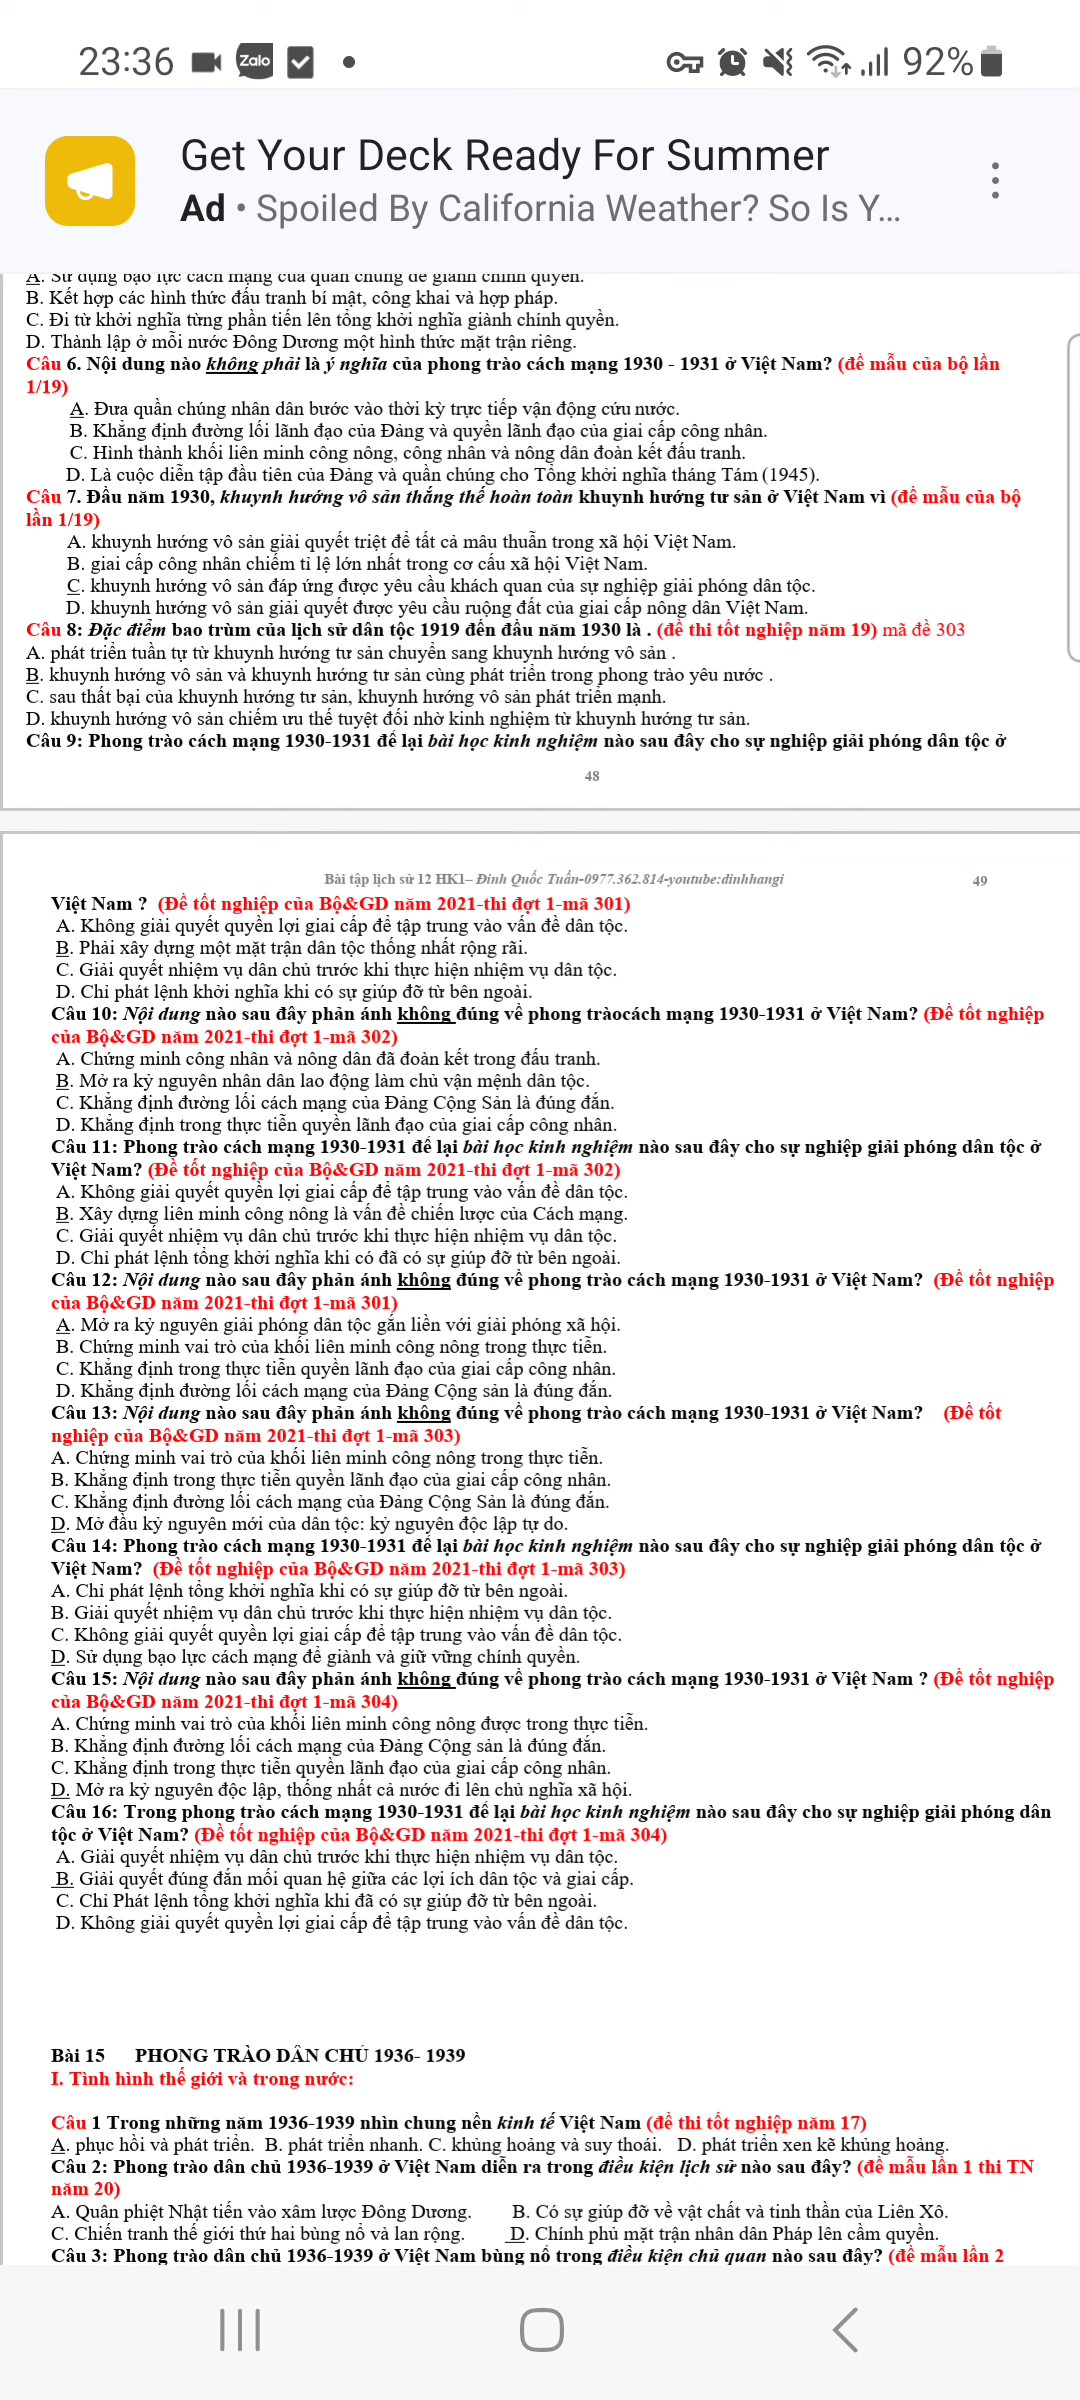 23:36 Zalo 92%
Get Your Deck Ready For Summer
Ad • Spoiled By California Weather? So Is Y...
A. Sử dụng bạo lực cách mạng của quần chúng để giành chính quyền.
B. Kết hợp các hình thức đấu tranh bí mật, công khai và hợp pháp.
C. Đi từ khởi nghĩa từng phần tiến lên tổng khởi nghĩa giành chính quyền.
D. Thành lập ở mỗi nước Đông Dương một hình thức mặt trận riêng.
Câu 6. Nội dung nào không phải là ý nghĩa của phong trào cách mạng 1930 - 1931 ở Việt Nam? (đề mẫu của bộ lần
1/19)
A. Đưa quần chúng nhân dân bước vào thời kỳ trực tiếp vận động cứu nước.
B. Khẳng định đường lối lãnh đạo của Đảng và quyền lãnh đạo của giai cấp công nhân.
C. Hình thành khối liên minh công nông, công nhân và nông dân đoàn kết đấu tranh.
D. Là cuộc diễn tập đầu tiên của Đảng và quần chúng cho Tổng khởi nghĩa tháng Tám (1945).
Câu 7. Đầu năm 1930, khuynh hướng vô sản thắng thế hoàn toàn khuynh hướng tư sản ở Việt Nam vì (đề mẫu của bộ
lần 1/19)
A. khuynh hướng vô sản giải quyết triệt để tất cả mâu thuẫn trong xã hội Việt Nam.
B. giai cấp công nhân chiếm tỉ lệ lớn nhất trong cơ cấu xã hội Việt Nam.
C. khuynh hướng vô sản đáp ứng được yêu cầu khách quan của sự nghiệp giải phóng dân tộc.
D. khuynh hướng vô sản giải quyết được yêu cầu ruộng đất của giai cấp nông dân Việt Nam.
Câu 8: Đặc điểm bao trùm của lịch sử dân tộc 1919 đến đầu năm 1930 là . (đề thi tốt nghiệp năm 19) mã đề 303
A. phát triển tuần tự từ khuynh hướng tư sản chuyển sang khuynh hướng vô sản .
B. khuynh hướng vô sản và khuynh hướng tư sản cùng phát triển trong phong trào yêu nước .
C. sau thất bại của khuynh hướng tư sản, khuynh hướng vô sản phát triển mạnh.
D. khuynh hướng vô sản chiếm ưu thế tuyệt đối nhờ kinh nghiệm từ khuynh hướng tư sản.
Câu 9: Phong trào cách mạng 1930-1931 để lại bài học kinh nghiệm nào sau đây cho sự nghiệp giải phóng dân tộc ở
48
Bài tập lịch sử 12 HK1– Đinh Quốc Tuấn-0977.362.814-youtube:dinhhangi 49
Việt Nam ? (Đề tốt nghiệp của Bộ&GD năm 2021-thi đợt 1-mã 301)
A. Không giải quyết quyền lợi giai cấp để tập trung vào vấn đề dân tộc.
B. Phải xây dựng một mặt trận dân tộc thống nhất rộng rãi.
C. Giải quyết nhiệm vụ dân chủ trước khi thực hiện nhiệm vụ dân tộc.
D. Chỉ phát lệnh khởi nghĩa khi có sự giúp đỡ từ bên ngoài.
Câu 10: Nội dung nào sau đây phản ánh không đúng về phong tràocách mạng 1930-1931 ở Việt Nam? (Đề tốt nghiệp
của Bộ&GD năm 2021-thi đợt 1-mã 302)
A. Chứng minh công nhân và nông dân đã đoàn kết trong đấu tranh.
B. Mở ra kỷ nguyên nhân dân lao động làm chủ vận mệnh dân tộc.
C. Khẳng định đường lối cách mạng của Đảng Cộng Sản là đúng đắn.
D. Khẳng định trong thực tiễn quyền lãnh đạo của giai cấp công nhân.
Câu 11: Phong trào cách mạng 1930-1931 để lại bài học kinh nghiệm nào sau đây cho sự nghiệp giải phóng dân tộc ở
Việt Nam? (Đề tốt nghiệp của Bộ&GD năm 2021-thi đợt 1-mã 302)
A. Không giải quyết quyền lợi giai cấp để tập trung vào vấn đề dân tộc.
B. Xây dựng liên minh công nông là vấn đề chiến lược của Cách mạng.
C. Giải quyết nhiệm vụ dân chủ trước khi thực hiện nhiệm vụ dân tộc.
D. Chỉ phát lệnh tổng khởi nghĩa khi có đã có sự giúp đỡ từ bên ngoài.
Câu 12: Nội dung nào sau đây phản ánh không đúng về phong trào cách mạng 1930-1931 ở Việt Nam? (Đề tốt nghiệp
của Bộ&GD năm 2021-thi đợt 1-mã 301)
A. Mở ra kỷ nguyên giải phóng dân tộc gắn liền với giải phóng xã hội.
B. Chứng minh vai trò của khối liên minh công nông trong thực tiễn.
C. Khẳng định trong thực tiễn quyền lãnh đạo của giai cấp công nhân.
D. Khẳng định đường lối cách mạng của Đảng Cộng sản là đúng đắn.
Câu 13: Nội dung nào sau đây phản ánh không đúng về phong trào cách mạng 1930-1931 ở Việt Nam? (Đề tốt
nghiệp của Bộ&GD năm 2021-thi đợt 1-mã 303)
A. Chứng minh vai trò của khối liên minh công nông trong thực tiễn.
B. Khẳng định trong thực tiễn quyền lãnh đạo của giai cấp công nhân.
C. Khẳng định đường lối cách mạng của Đảng Cộng Sản là đúng đắn.
D. Mở đầu kỷ nguyên mới của dân tộc: kỷ nguyên độc lập tự do.
Câu 14: Phong trào cách mạng 1930-1931 để lại bài học kinh nghiệm nào sau đây cho sự nghiệp giải phóng dân tộc ở
Việt Nam? (Đề tốt nghiệp của Bộ&GD năm 2021-thi đợt 1-mã 303)
A. Chỉ phát lệnh tổng khởi nghĩa khi có sự giúp đỡ từ bên ngoài.
B. Giải quyết nhiệm vụ dân chủ trước khi thực hiện nhiệm vụ dân tộc.
C. Không giải quyết quyền lợi giai cấp để tập trung vào vấn đề dân tộc.
D. Sử dụng bạo lực cách mạng để giành và giữ vững chính quyền.
Câu 15: Nội dung nào sau đây phản ánh không đúng về phong trào cách mạng 1930-1931 ở Việt Nam ? (Đề tốt nghiệp
của Bộ&GD năm 2021-thi đợt 1-mã 304)
A. Chứng minh vai trò của khối liên minh công nông được trong thực tiễn.
B. Khẳng định đường lối cách mạng của Đảng Cộng sản là đúng đắn.
C. Khẳng định trong thực tiễn quyền lãnh đạo của giai cấp công nhân.
D. Mở ra kỷ nguyên độc lập, thống nhất cả nước đi lên chủ nghĩa xã hội.
Câu 16: Trong phong trào cách mạng 1930-1931 để lại bài học kinh nghiệm nào sau đây cho sự nghiệp giải phóng dân
tộc ở Việt Nam? (Đề tốt nghiệp của Bộ&GD năm 2021-thi đợt 1-mã 304)
A. Giải quyết nhiệm vụ dân chủ trước khi thực hiện nhiệm vụ dân tộc.
B. Giải quyết đúng đắn mối quan hệ giữa các lợi ích dân tộc và giai cấp.
C. Chỉ Phát lệnh tổng khởi nghĩa khi đã có sự giúp đỡ từ bên ngoài.
D. Không giải quyết quyền lợi giai cấp để tập trung vào vấn đề dân tộc.
Bài 15 PHONG TRÀO DÂN CHỦ 1936- 1939
I. Tình hình thế giới và trong nước:
Câu 1 Trong những năm 1936-1939 nhìn chung nền kinh tế Việt Nam (đề thi tốt nghiệp năm 17)
A. phục hồi và phát triển. B. phát triển nhanh. C. khủng hoảng và suy thoái. D. phát triển xen kẽ khủng hoảng.
Câu 2: Phong trào dân chủ 1936-1939 ở Việt Nam diễn ra trong điều kiện lịch sử nào sau đây? (đề mẫu lần 1 thi TN
năm 20)
A. Quân phiệt Nhật tiến vào xâm lược Đông Dương. B. Có sự giúp đỡ về vật chất và tinh thần của Liên Xô.
C. Chiến tranh thế giới thứ hai bùng nổ và lan rộng. D. Chính phủ mặt trận nhân dân Pháp lên cầm quyền.
Câu 3: Phong trào dân chủ 1936-1939 ở Việt Nam bùng nổ trong điều kiện chủ quan nào sau đây? (đề mẫu lần 2